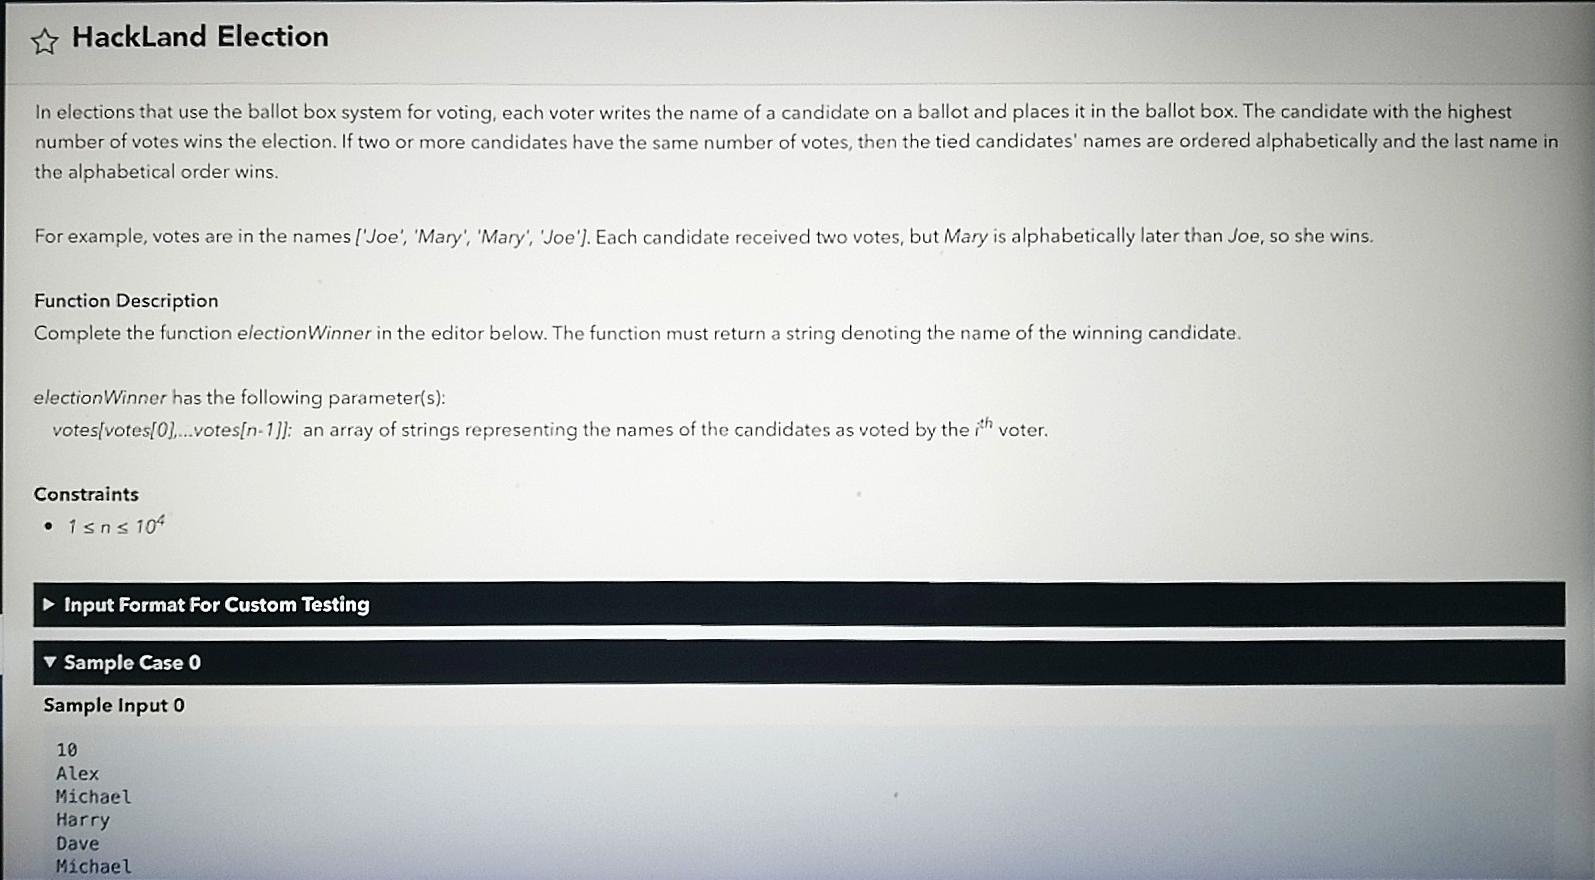 HackLand Election
In elections that use the ballot box system for voting, each voter writes the name of a candidate on a ballot and places it in the ballot box. The candidate with the highest
number of votes wins the election. If two or more candidates have the same number of votes, then the tied candidates' names are ordered alphabetically and the last name in
the alphabetical order wins.
For example, votes are in the names ['Joe', 'Mary', 'Mary', 'Joe']. Each candidate received two votes, but Mary is alphabetically later than Joe, so she wins.
Function Description
Complete the function electionWinner in the editor below. The function must return a string denoting the name of the winning candidate.
electionWinner has the following parameter(s):
votes[votes[0],...votes[n-1]]: an array of strings representing the names of the candidates as voted by the iᵗʰ voter.
Constraints
• 1 ≤ n ≤ 10⁴
▶ Input Format For Custom Testing
▼ Sample Case 0
Sample Input 0
10
Alex
Michael
Harry
Dave
Michael